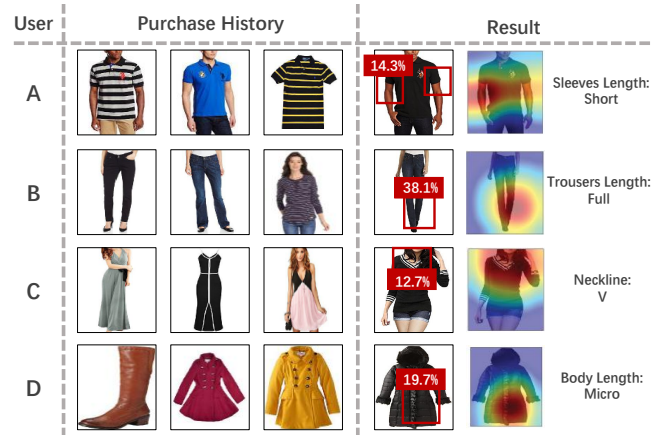 User Purchase History Result
A 14.3% Sleeves Length:
Short
B 38.1% Trousers Length:
Full
C 12.7% Neckline:
V
D 19.7% Body Length:
Micro